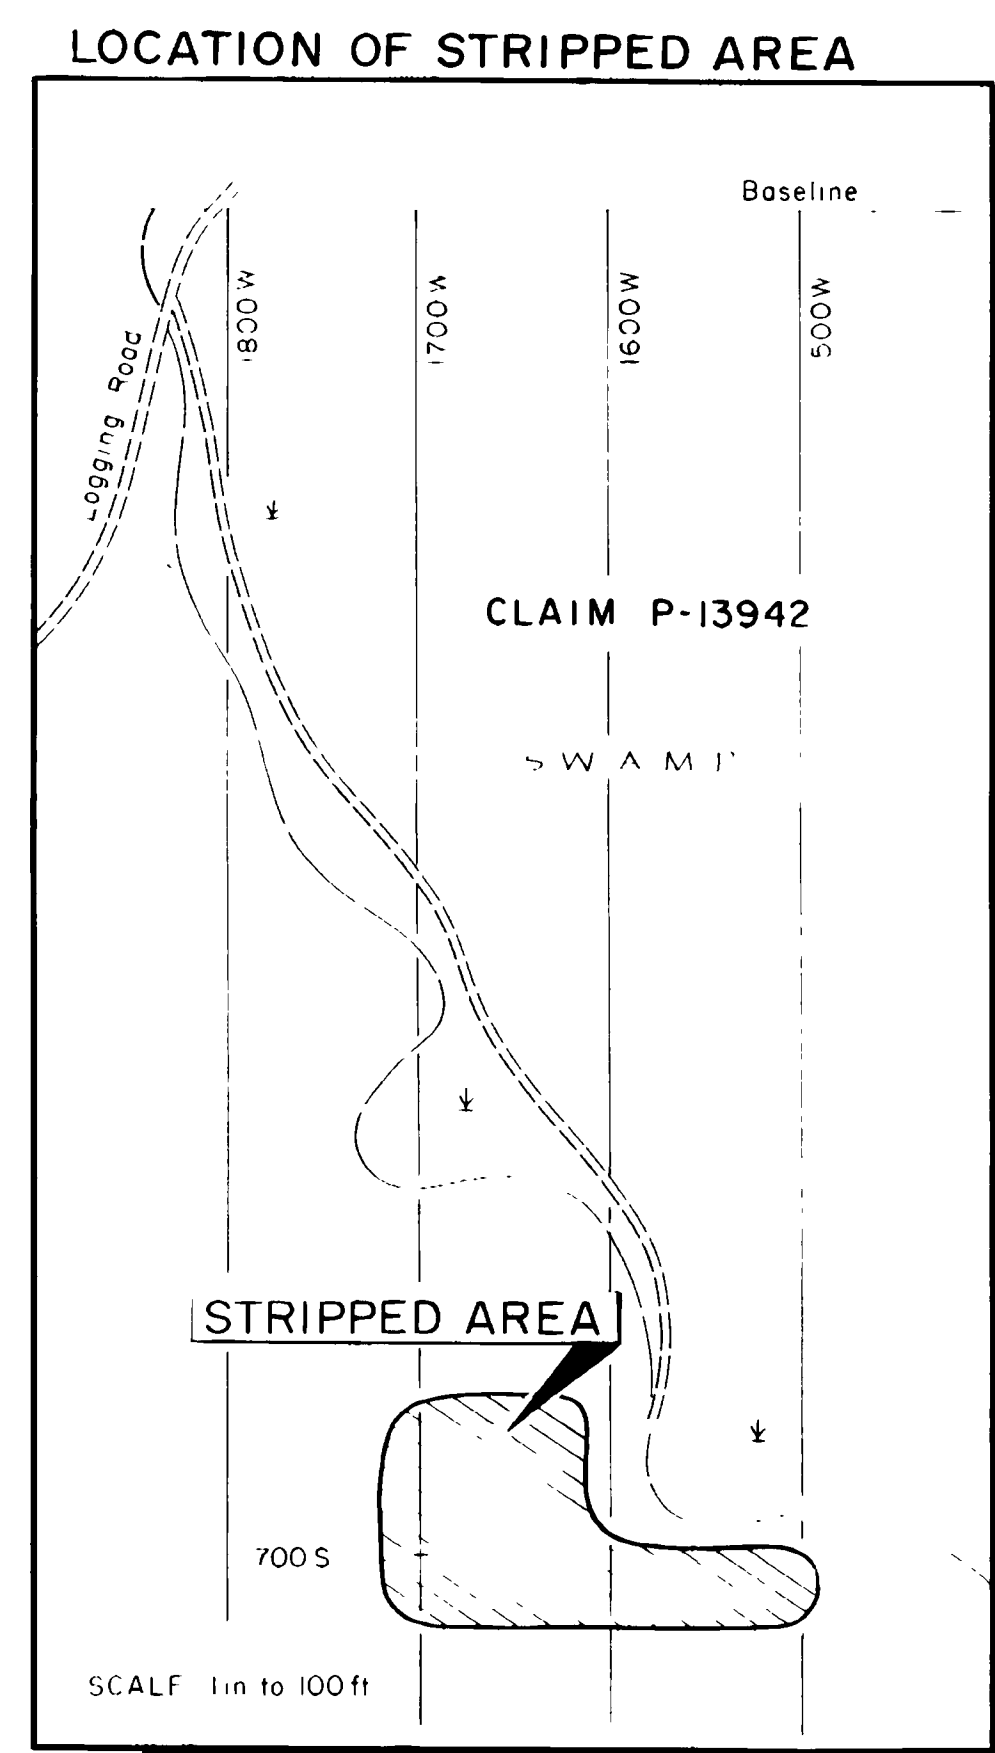 LOCATION OF STRIPPED AREA
Baseline
1800W
1700W
1600W
500W
Logging Road
CLAIM P-13942
SWAMP
STRIPPED AREA
700S
SCALE 1in to 100ft